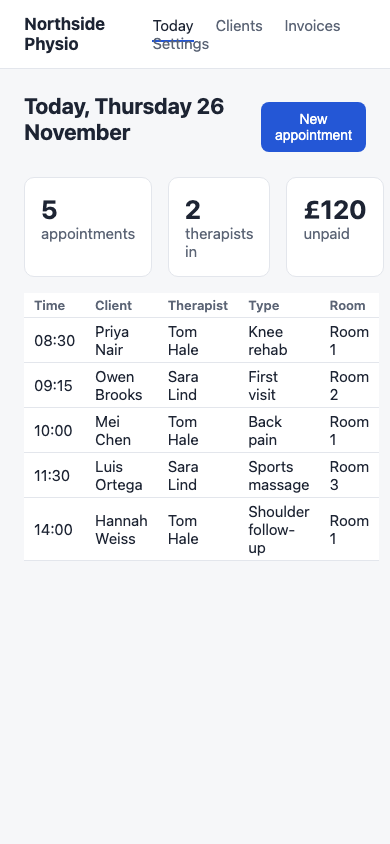 Northside
Physio
Today Clients Invoices
Settings
Today, Thursday 26
November
New
appointment
5
appointments
2
therapists
in
£120
unpaid
Time Client Therapist Type Room
08:30 Priya Nair Tom Hale Knee rehab Room 1
09:15 Owen Brooks Sara Lind First visit Room 2
10:00 Mei Chen Tom Hale Back pain Room 1
11:30 Luis Ortega Sara Lind Sports massage Room 3
14:00 Hannah Weiss Tom Hale Shoulder follow-up Room 1